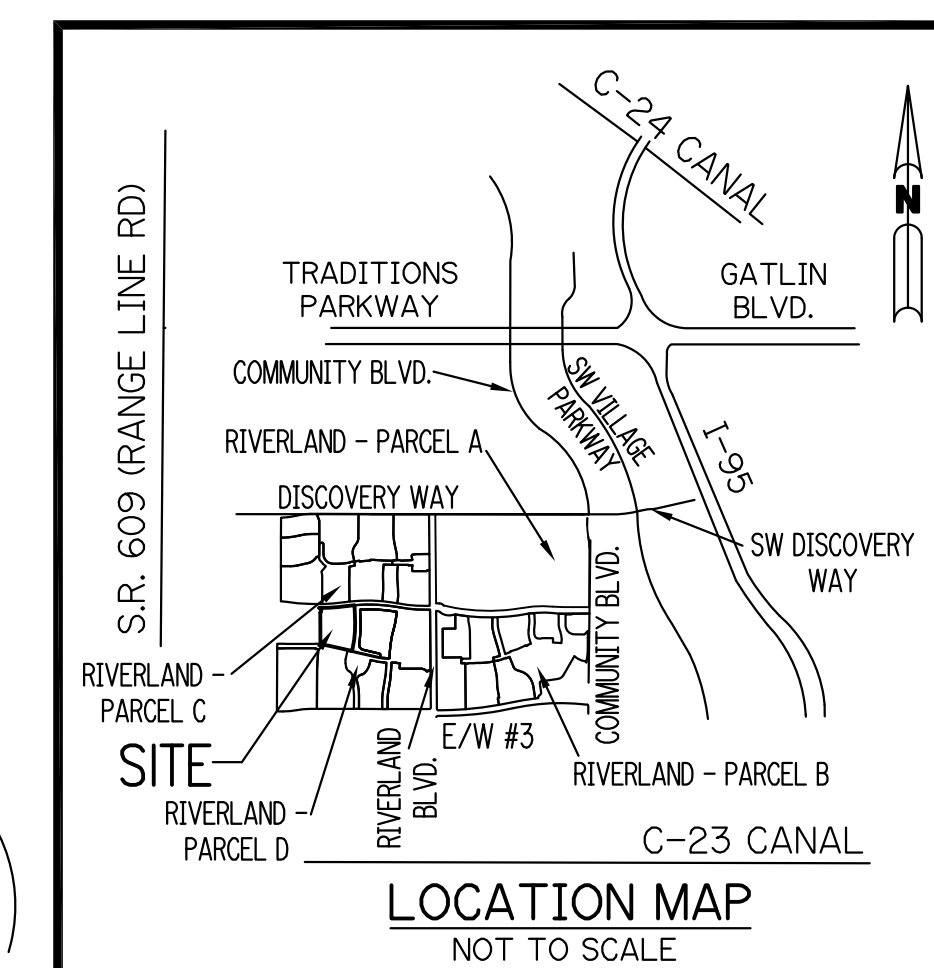 C-24 CANAL
N
S.R. 609 (RANGE LINE RD)
TRADITIONS
PARKWAY
GATLIN
BLVD.
COMMUNITY BLVD.
SW VILLAGE
PARKWAY
I-95
RIVERLAND - PARCEL A
DISCOVERY WAY
SW DISCOVERY
WAY
COMMUNITY BLVD.
RIVERLAND -
PARCEL C
SITE
E/W #3
RIVERLAND
BLVD.
RIVERLAND - PARCEL B
RIVERLAND -
PARCEL D
C-23 CANAL
LOCATION MAP
NOT TO SCALE